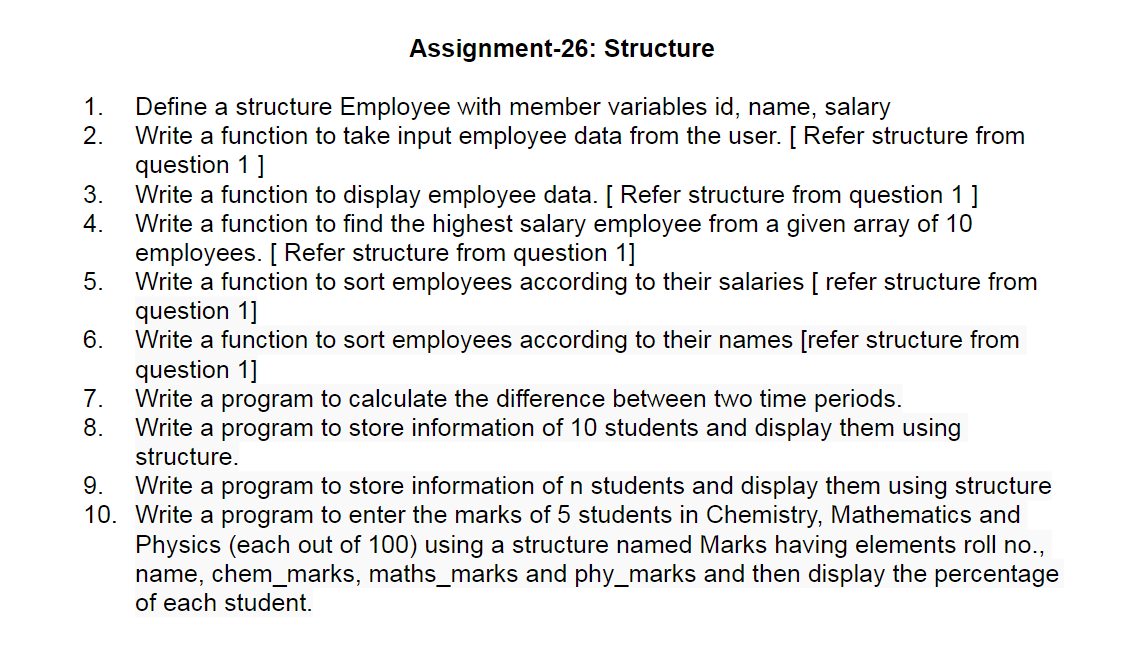 Assignment-26: Structure
1. Define a structure Employee with member variables id, name, salary
2. Write a function to take input employee data from the user. [ Refer structure from
question 1 ]
3. Write a function to display employee data. [ Refer structure from question 1 ]
4. Write a function to find the highest salary employee from a given array of 10
employees. [ Refer structure from question 1]
5. Write a function to sort employees according to their salaries [ refer structure from
question 1]
6. Write a function to sort employees according to their names [refer structure from
question 1]
7. Write a program to calculate the difference between two time periods.
8. Write a program to store information of 10 students and display them using
structure.
9. Write a program to store information of n students and display them using structure
10. Write a program to enter the marks of 5 students in Chemistry, Mathematics and
Physics (each out of 100) using a structure named Marks having elements roll no.,
name, chem_marks, maths_marks and phy_marks and then display the percentage
of each student.